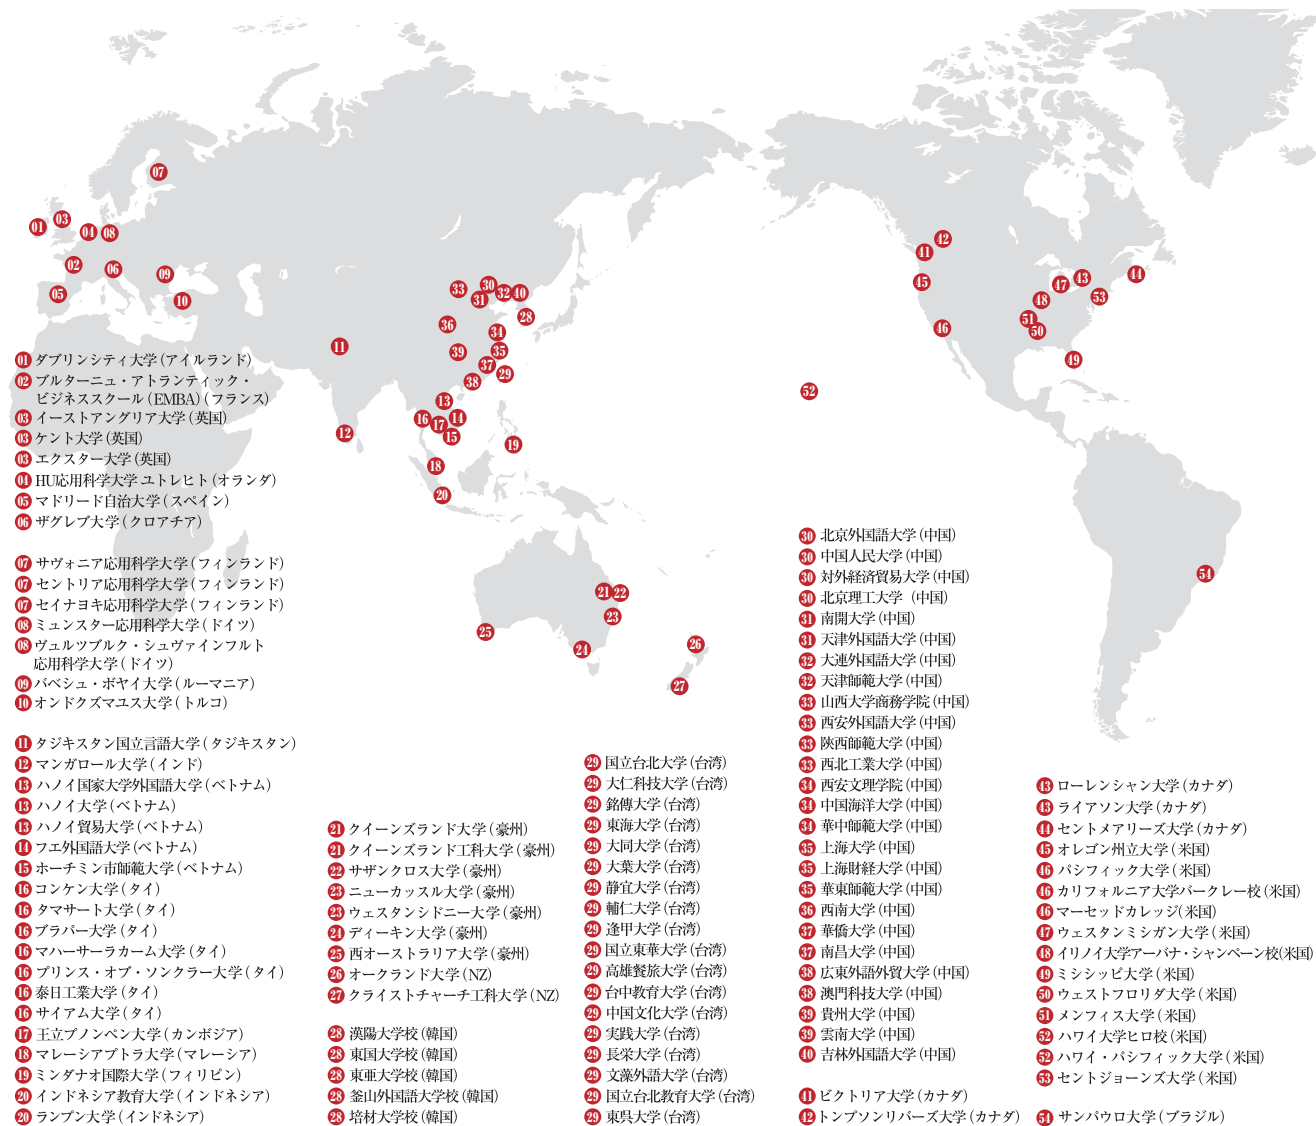 07
03
01
04
08
02
06
09
05
10
33
30
31
32
40
28
36
34
11
39
35
37
29
38
13
16
14
17
12
15
19
18
20
21
22
23
25
24
26
27
42
41
45
43
44
47
48
53
51
50
46
49
52
54
01 ダブリンシティ大学(アイルランド)
02 ブルターニュ・アトランティック・
ビジネススクール(EMBA)(フランス)
03 イーストアングリア大学(英国)
03 ケント大学(英国)
03 エクスター大学(英国)
04 HU応用科学大学 ユトレヒト(オランダ)
05 マドリード自治大学(スペイン)
06 ザグレブ大学(クロアチア)
07 サヴォニア応用科学大学(フィンランド)
07 セントリア応用科学大学(フィンランド)
07 セイナヨキ応用科学大学(フィンランド)
08 ミュンスター応用科学大学(ドイツ)
08 ヴュルツブルク・シュヴァインフルト
応用科学大学(ドイツ)
09 バベシュ・ボヤイ大学(ルーマニア)
10 オンドクズマユス大学(トルコ)
11 タジキスタン国立言語大学(タジキスタン)
12 マンガロール大学(インド)
13 ハノイ国家大学外国語大学(ベトナム)
13 ハノイ大学(ベトナム)
13 ハノイ貿易大学(ベトナム)
14 フエ外国語大学(ベトナム)
15 ホーチミン市師範大学(ベトナム)
16 コンケン大学(タイ)
16 タマサート大学(タイ)
16 ブラパー大学(タイ)
16 マハーサーラカーム大学(タイ)
16 プリンス・オブ・ソンクラー大学(タイ)
16 泰日工業大学(タイ)
16 サイアム大学(タイ)
17 王立プノンペン大学(カンボジア)
18 マレーシアプトラ大学(マレーシア)
19 ミンダナオ国際大学(フィリピン)
20 インドネシア教育大学(インドネシア)
20 ランプン大学(インドネシア)
21 クイーンズランド大学(豪州)
21 クイーンズランド工科大学(豪州)
22 サザンクロス大学(豪州)
23 ニューカッスル大学(豪州)
23 ウェスタンシドニー大学(豪州)
24 ディーキン大学(豪州)
25 西オーストラリア大学(豪州)
26 オークランド大学(NZ)
27 クライストチャーチ工科大学(NZ)
28 漢陽大学校(韓国)
28 東国大学校(韓国)
28 東亜大学校(韓国)
28 釜山外国語大学校(韓国)
28 培材大学校(韓国)
29 国立台北大学(台湾)
29 大仁科技大学(台湾)
29 銘傳大学(台湾)
29 東海大学(台湾)
29 大同大学(台湾)
29 大葉大学(台湾)
29 静宜大学(台湾)
29 輔仁大学(台湾)
29 逢甲大学(台湾)
29 国立東華大学(台湾)
29 高雄餐旅大学(台湾)
29 台中教育大学(台湾)
29 中国文化大学(台湾)
29 実践大学(台湾)
29 長栄大学(台湾)
29 文藻外語大学(台湾)
29 国立台北教育大学(台湾)
29 東呉大学(台湾)
30 北京外国語大学(中国)
30 中国人民大学(中国)
30 対外経済貿易大学(中国)
30 北京理工大学 (中国)
31 南開大学(中国)
31 天津外国語大学(中国)
32 大連外国語大学(中国)
32 天津師範大学(中国)
33 山西大学商務学院(中国)
33 西安外国語大学(中国)
33 陝西師範大学(中国)
33 西北工業大学(中国)
34 西安文理学院(中国)
34 中国海洋大学(中国)
34 華中師範大学(中国)
35 上海大学(中国)
35 上海財経大学(中国)
35 華東師範大学(中国)
36 西南大学(中国)
37 華僑大学(中国)
37 南昌大学(中国)
38 広東外語外貿大学(中国)
38 澳門科技大学(中国)
39 貴州大学(中国)
39 雲南大学(中国)
40 吉林外国語大学(中国)
41 ビクトリア大学(カナダ)
42 トンプソンリバーズ大学(カナダ)
43 ローレンシャン大学(カナダ)
43 ライアソン大学(カナダ)
44 セントメアリーズ大学(カナダ)
45 オレゴン州立大学(米国)
46 パシフィック大学(米国)
46 カリフォルニア大学バークレー校(米国)
46 マーセッドカレッジ(米国)
47 ウェスタンミシガン大学(米国)
48 イリノイ大学アーバナ・シャンペーン校(米国)
49 ミシシッピ大学(米国)
50 ウェストフロリダ大学(米国)
51 メンフィス大学(米国)
52 ハワイ大学ヒロ校(米国)
52 ハワイ・パシフィック大学(米国)
53 セントジョーンズ大学(米国)
54 サンパウロ大学(ブラジル)